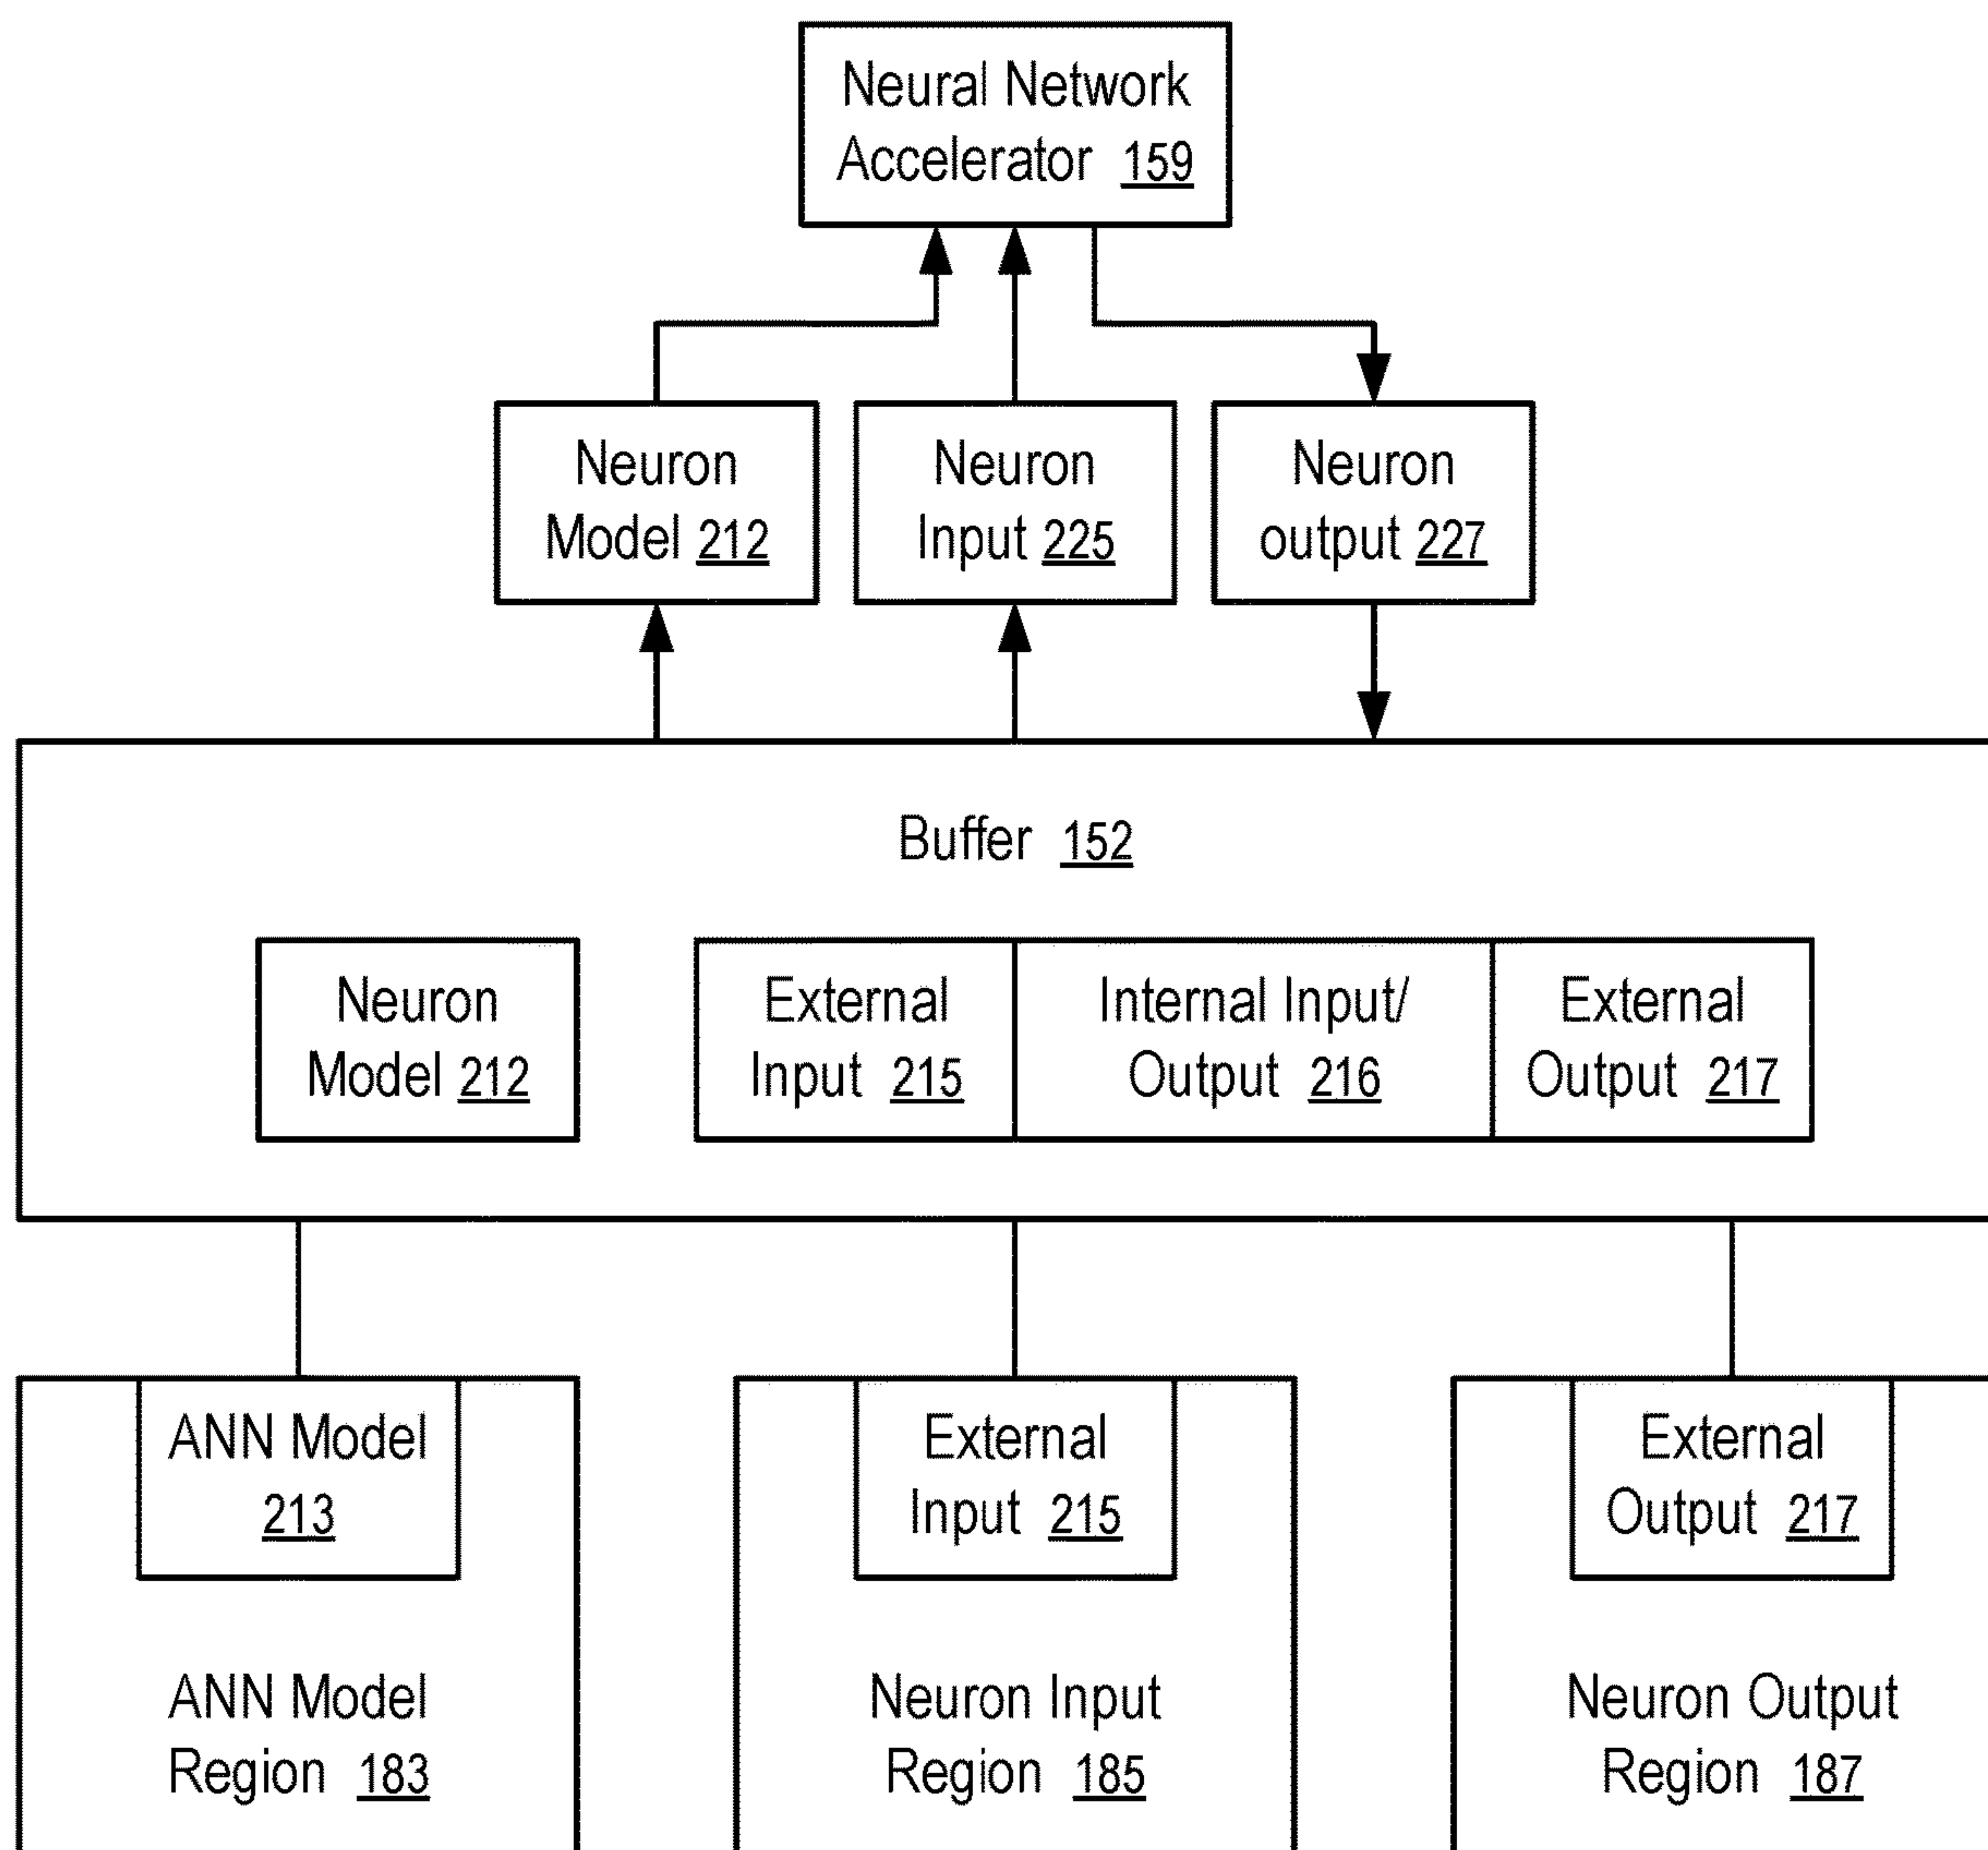 Neural Network
Accelerator 159
Neuron
Model 212
Neuron
Input 225
Neuron
output 227
Buffer 152
Neuron
Model 212
External
Input 215
Internal Input/
Output 216
External
Output 217
ANN Model
213
ANN Model
Region 183
External
Input 215
Neuron Input
Region 185
External
Output 217
Neuron Output
Region 187